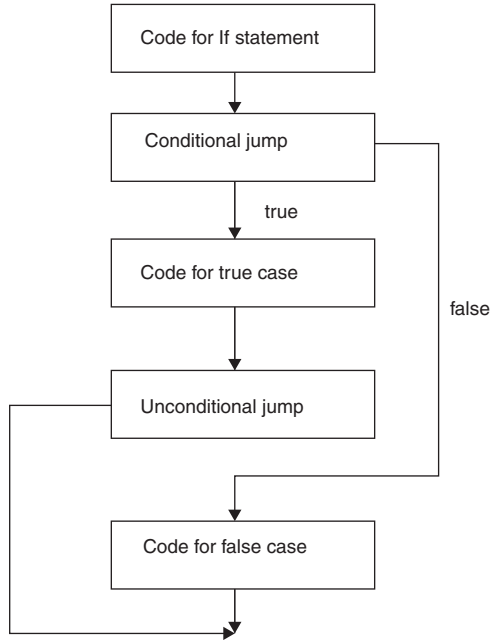 Code for If statement
Conditional jump
true
Code for true case
false
Unconditional jump
Code for false case